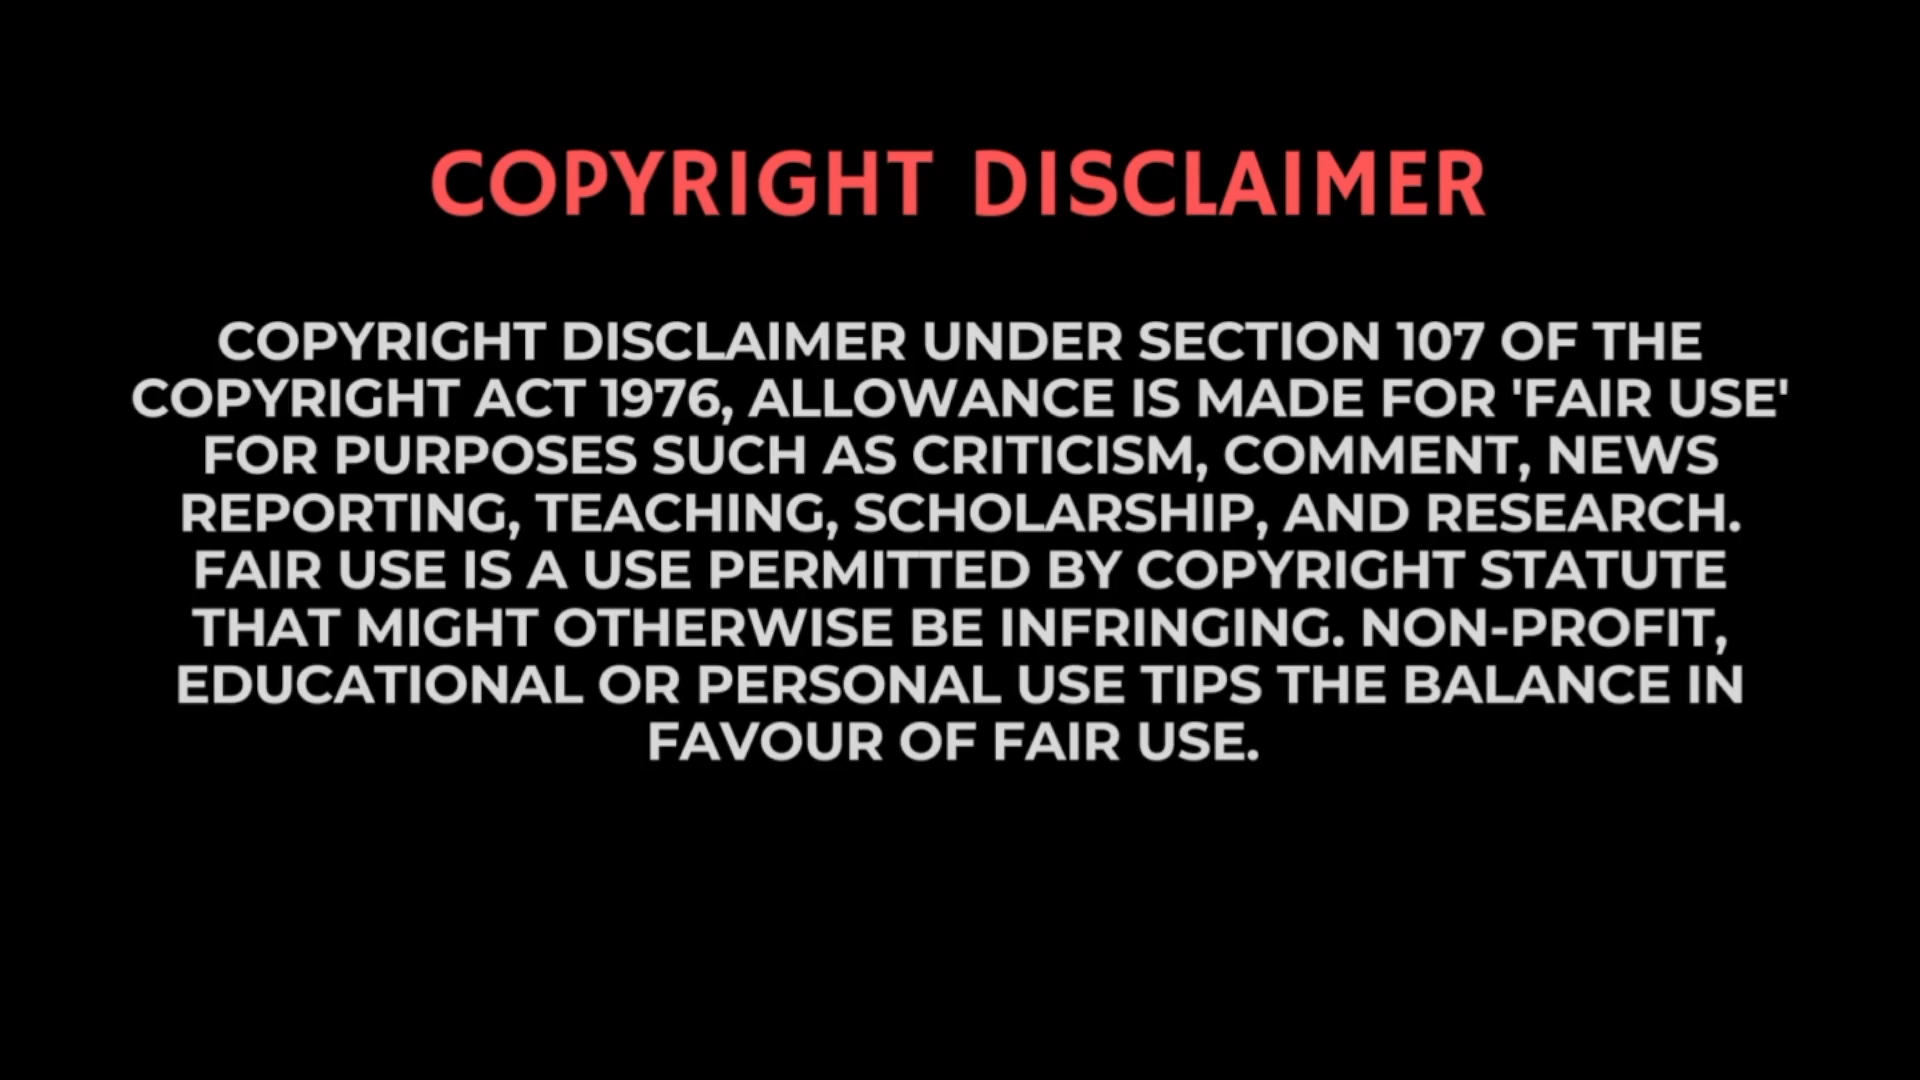 COPYRIGHT DISCLAIMER
COPYRIGHT DISCLAIMER UNDER SECTION 107 OF THE
COPYRIGHT ACT 1976, ALLOWANCE IS MADE FOR 'FAIR USE'
FOR PURPOSES SUCH AS CRITICISM, COMMENT, NEWS
REPORTING, TEACHING, SCHOLARSHIP, AND RESEARCH.
FAIR USE IS A USE PERMITTED BY COPYRIGHT STATUTE
THAT MIGHT OTHERWISE BE INFRINGING. NON-PROFIT,
EDUCATIONAL OR PERSONAL USE TIPS THE BALANCE IN
FAVOUR OF FAIR USE.